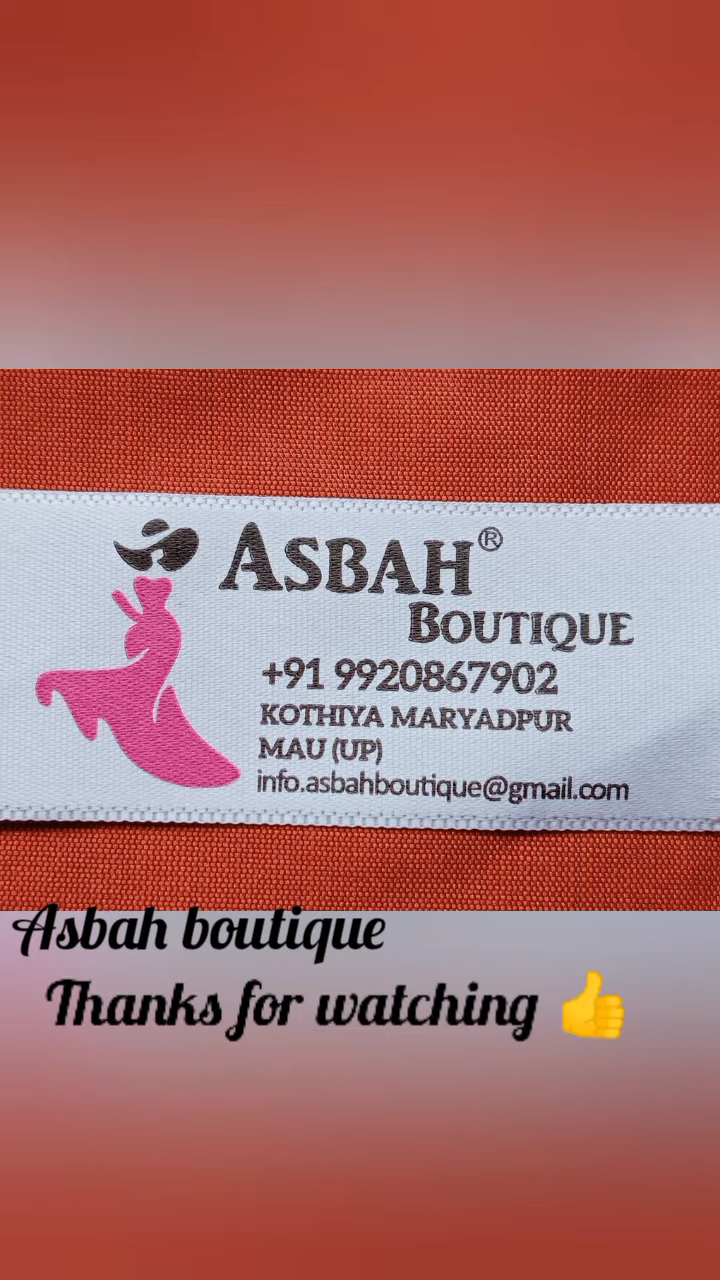 ASBAH®
BOUTIQUE
+91 9920867902
KOTHIYA MARYADPUR
MAU (UP)
info.asbahboutique@gmail.com
Asbah boutique
Thanks for watching 👍